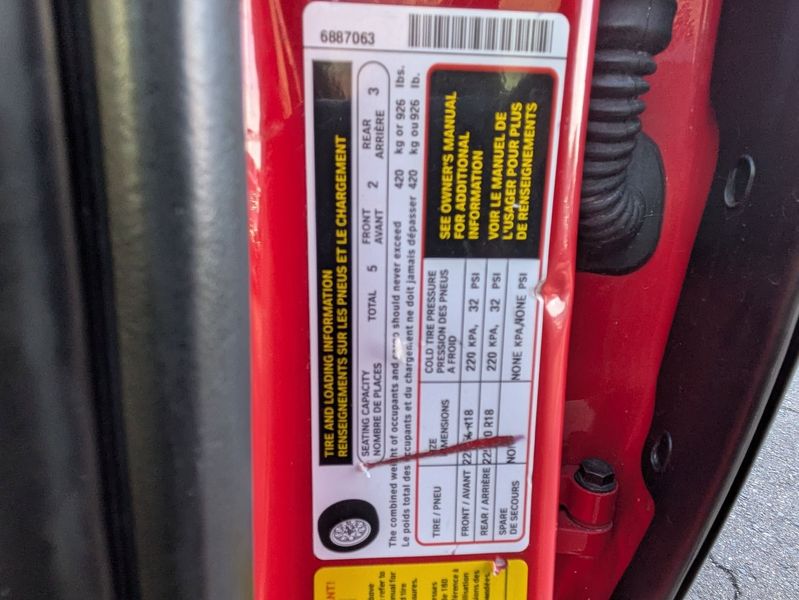 6887063
TIRE AND LOADING INFORMATION
RENSEIGNEMENTS SUR LES PNEUS ET LE CHARGEMENT
SEATING CAPACITY TOTAL 5 FRONT 2 REAR 3
NOMBRE DE PLACES AVANT ARRIÈRE
The combined weight of occupants and should never exceed 420 kg or 926 lbs.
Le poids total des occupants et du chargement ne doit jamais dépasser 420 kg ou 926 lb.
TIRE / PNEU COLD TIRE PRESSURE
PRESSION DES PNEUS
A FROID
FRONT / AVANT R18 220 KPA, 32 PSI
REAR / ARRIÈRE R18 220 KPA, 32 PSI
SPARE NONE KPA,NONE PSI
DE SECOURS
SEE OWNER'S MANUAL
FOR ADDITIONAL
INFORMATION
VOIR LE MANUEL DE
L'USAGER POUR PLUS
DE RENSEIGNEMENTS